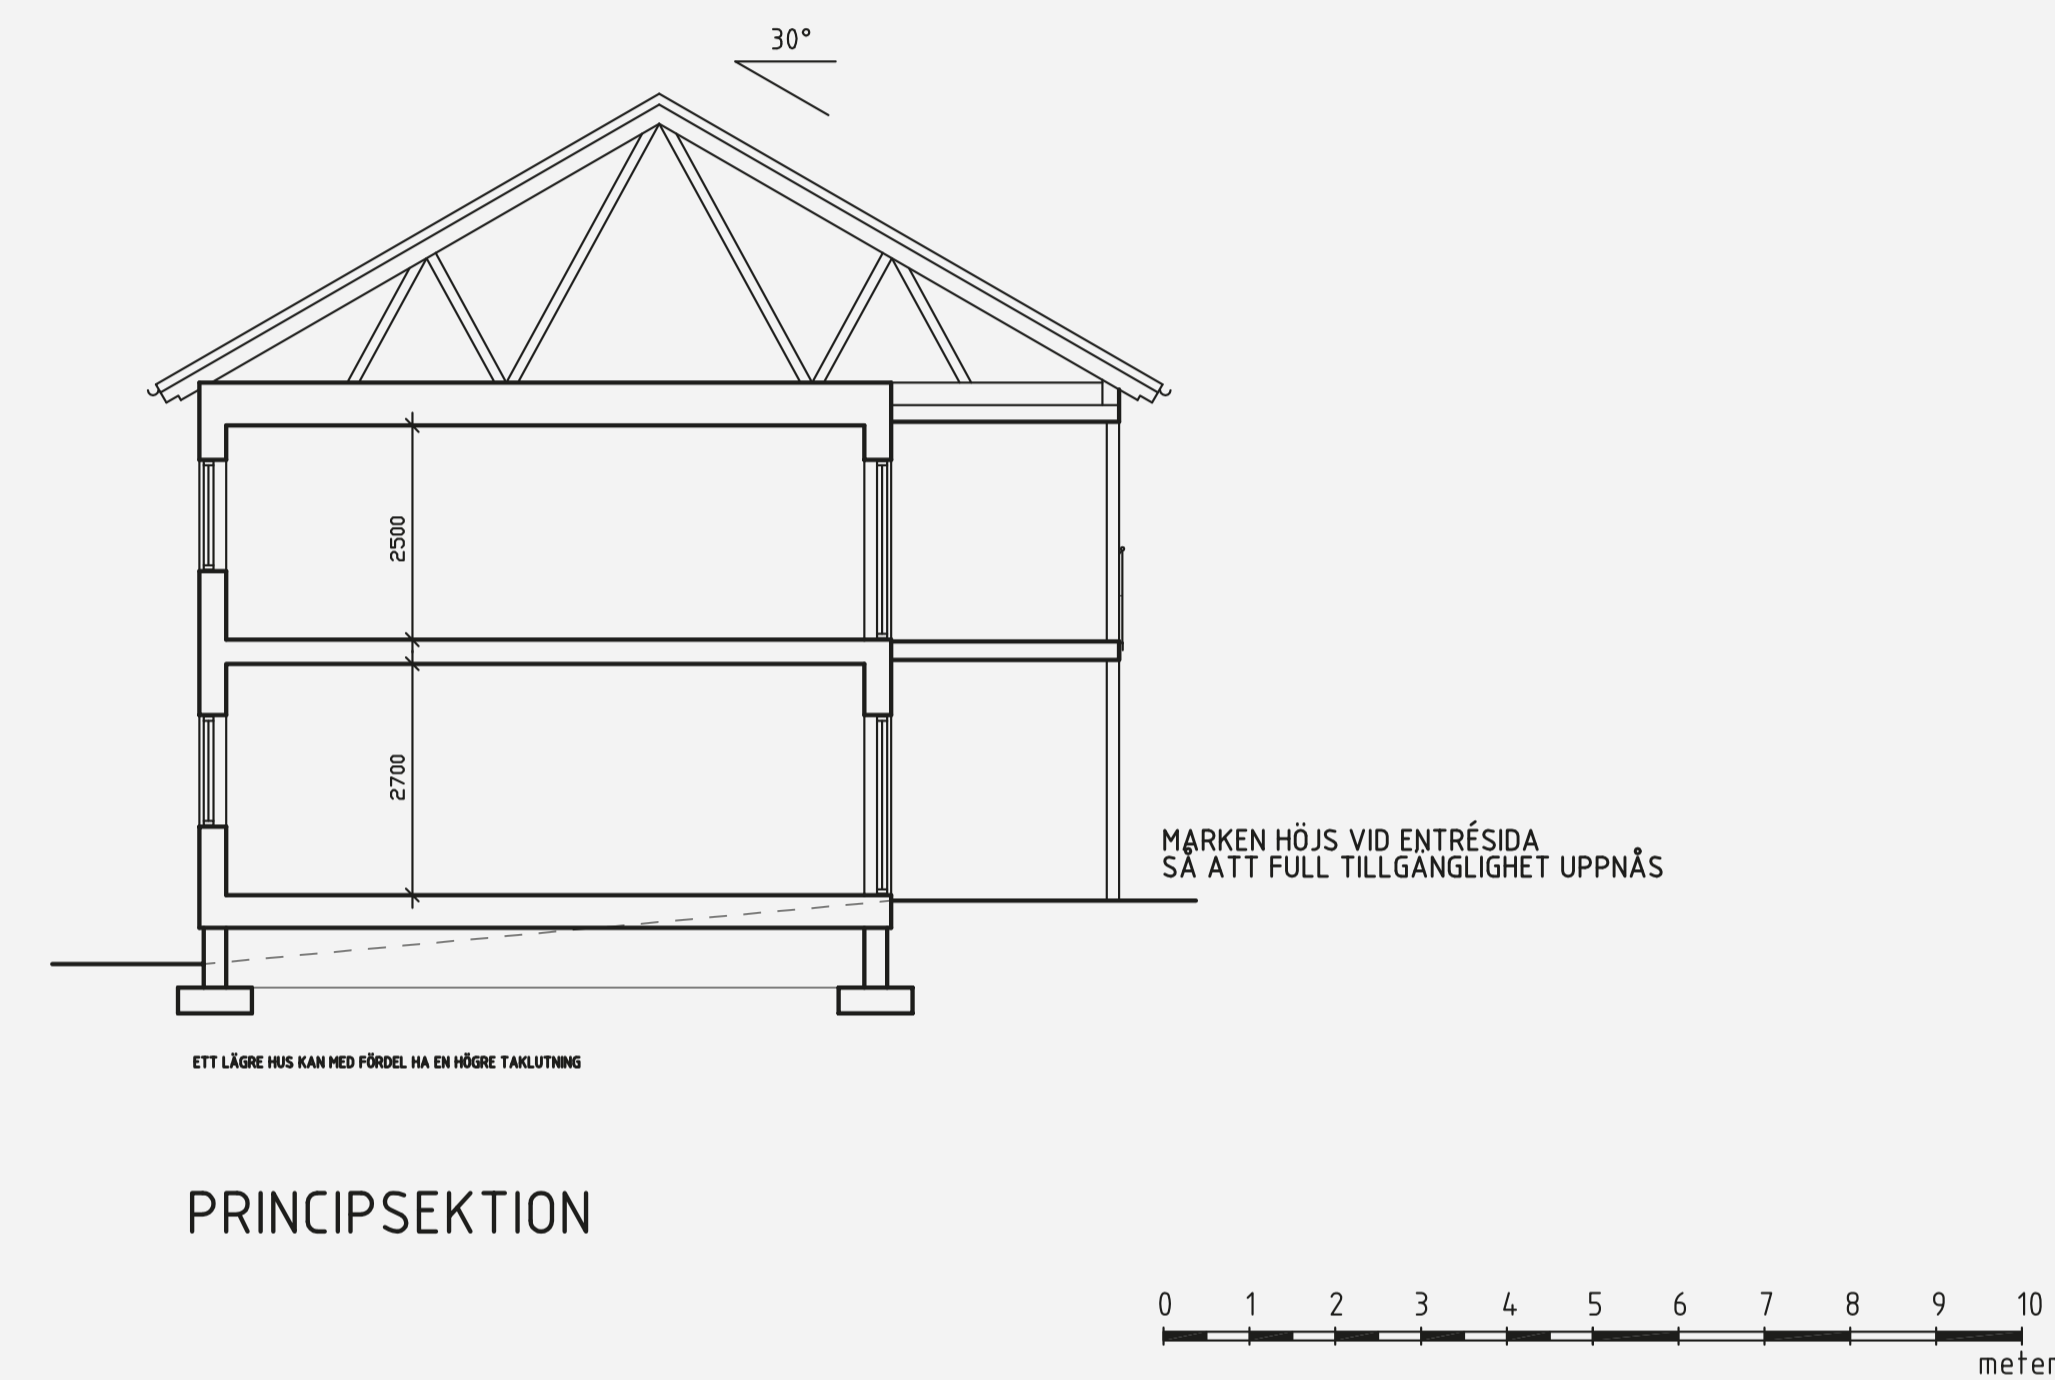 30°
2500
2700
MARKEN HÖJS VID ENTRÉSIDA
SÅ ATT FULL TILLGÄNGLIGHET UPPNÅS
ETT LÄGRE HUS KAN MED FÖRDEL HA EN HÖGRE TAKLUTNING
PRINCIPSEKTION
0 1 2 3 4 5 6 7 8 9 10
meter